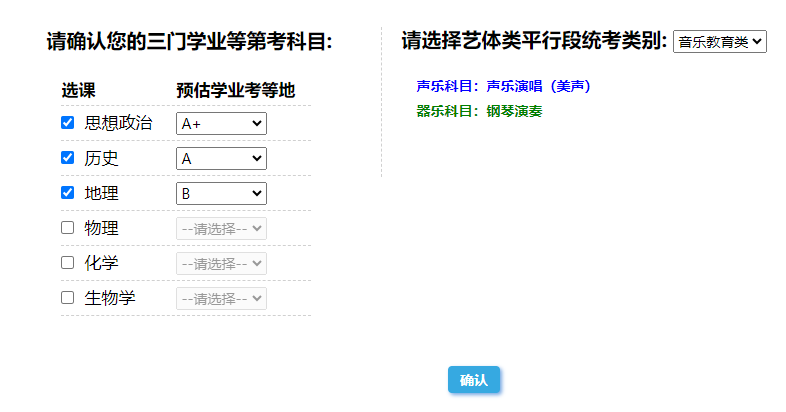 请确认您的三门学业等第考科目:
选课 预估学业考等地
思想政治 A+
历史 A
地理 B
物理 --请选择--
化学 --请选择--
生物学 --请选择--
请选择艺体类平行段统考类别: 音乐教育类
声乐科目：声乐演唱（美声）
器乐科目：钢琴演奏
确认